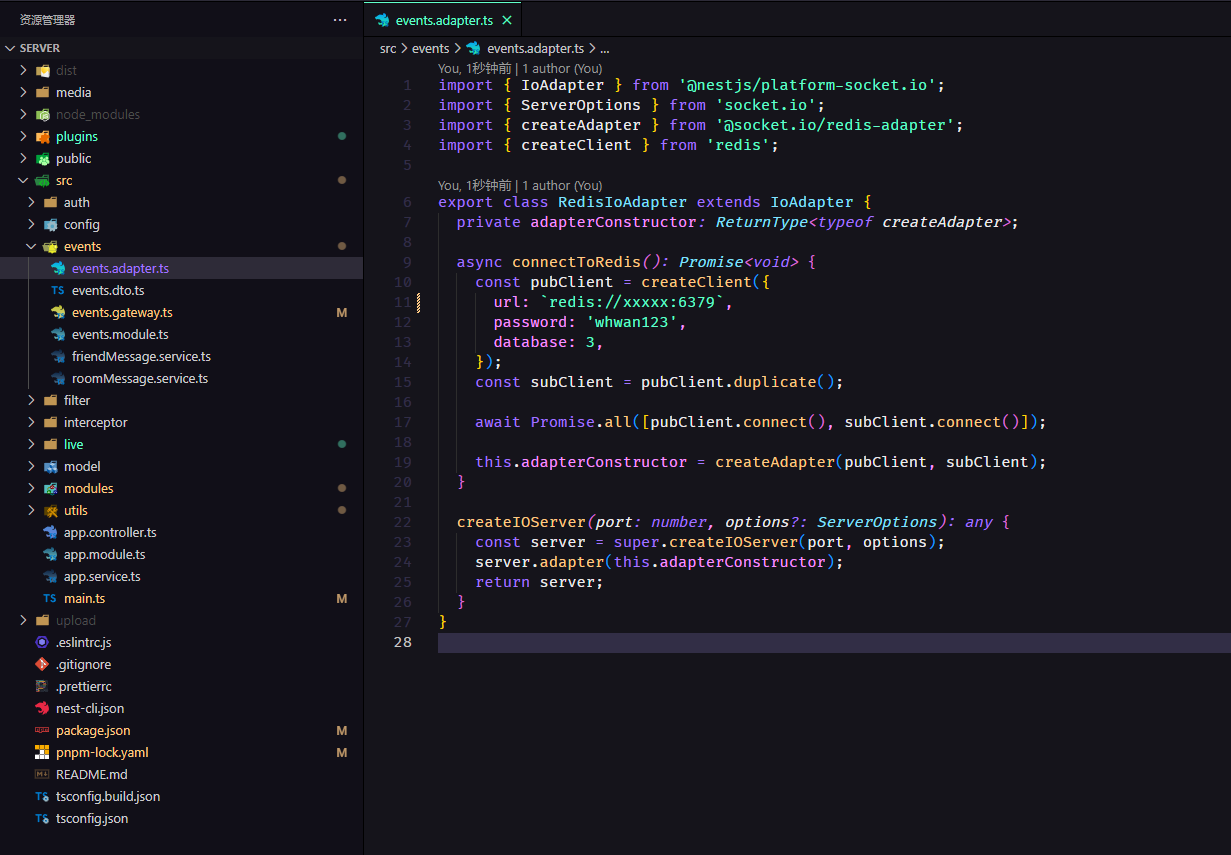 资源管理器
SERVER
dist
media
node_modules
plugins
public
src
auth
config
events
events.adapter.ts
TS events.dto.ts
events.gateway.ts M
events.module.ts
friendMessage.service.ts
roomMessage.service.ts
filter
interceptor
live
model
modules
utils
app.controller.ts
app.module.ts
app.service.ts
TS main.ts M
upload
.eslintrc.js
.gitignore
.prettierrc
nest-cli.json
package.json M
pnpm-lock.yaml M
README.md
TS tsconfig.build.json
TS tsconfig.json
events.adapter.ts
src > events > events.adapter.ts > ...
You, 1秒钟前 | 1 author (You)
1 import { IoAdapter } from '@nestjs/platform-socket.io';
2 import { ServerOptions } from 'socket.io';
3 import { createAdapter } from '@socket.io/redis-adapter';
4 import { createClient } from 'redis';
5
You, 1秒钟前 | 1 author (You)
6 export class RedisIoAdapter extends IoAdapter {
7 private adapterConstructor: ReturnType<typeof createAdapter>;
8
9 async connectToRedis(): Promise<void> {
10 const pubClient = createClient({
11 url: `redis://xxxxx:6379`,
12 password: 'whwan123',
13 database: 3,
14 });
15 const subClient = pubClient.duplicate();
16
17 await Promise.all([pubClient.connect(), subClient.connect()]);
18
19 this.adapterConstructor = createAdapter(pubClient, subClient);
20 }
21
22 createIOServer(port: number, options?: ServerOptions): any {
23 const server = super.createIOServer(port, options);
24 server.adapter(this.adapterConstructor);
25 return server;
26 }
27 }
28